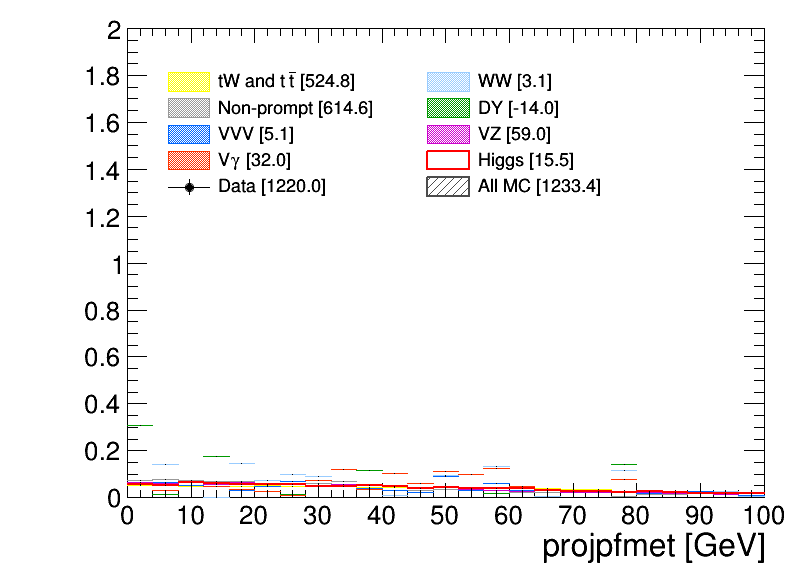 2
1.8
1.6
1.4
1.2
1
0.8
0.6
0.4
0.2
0
tW and t t̄ [524.8]
Non-prompt [614.6]
VVV [5.1]
Vγ [32.0]
Data [1220.0]
WW [3.1]
DY [-14.0]
VZ [59.0]
Higgs [15.5]
All MC [1233.4]
0 10 20 30 40 50 60 70 80 90 100
projpfmet [GeV]